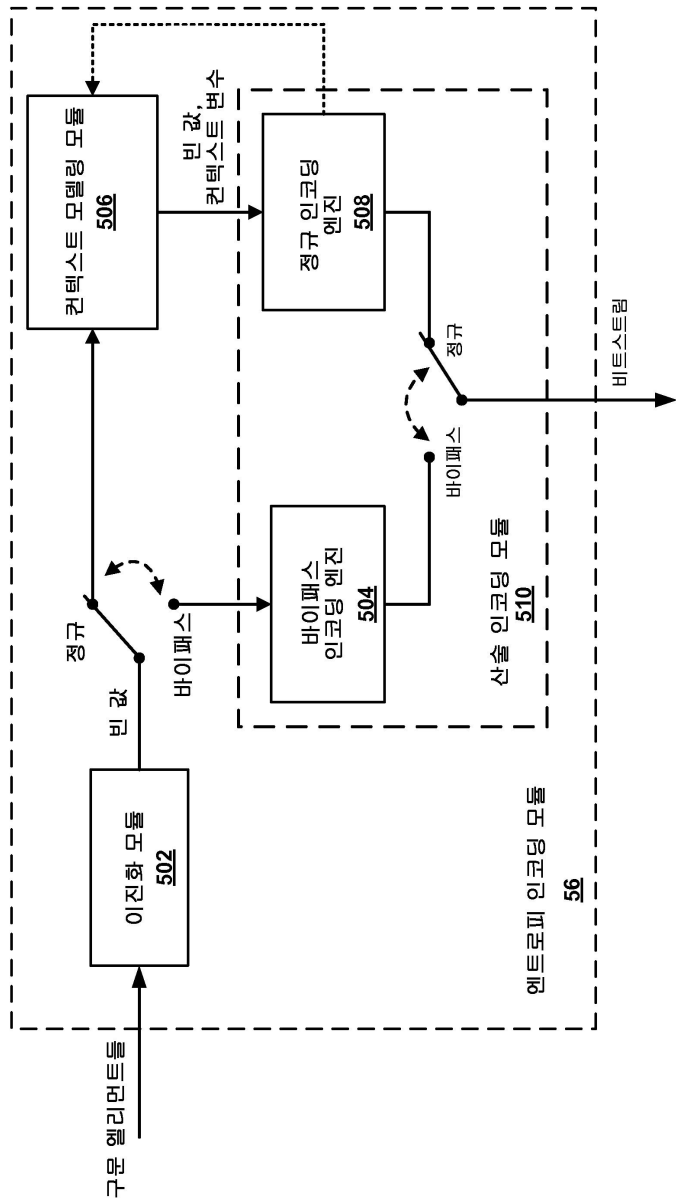 구문 엘리먼트들
이진화 모듈
502
빈 값
정규
바이패스
컨텍스트 모델링 모듈
506
빈 값,
컨텍스트 변수
바이패스
인코딩 엔진
504
정규 인코딩
엔진
508
바이패스
정규
산술 인코딩 모듈
510
비트스트림
엔트로피 인코딩 모듈
56